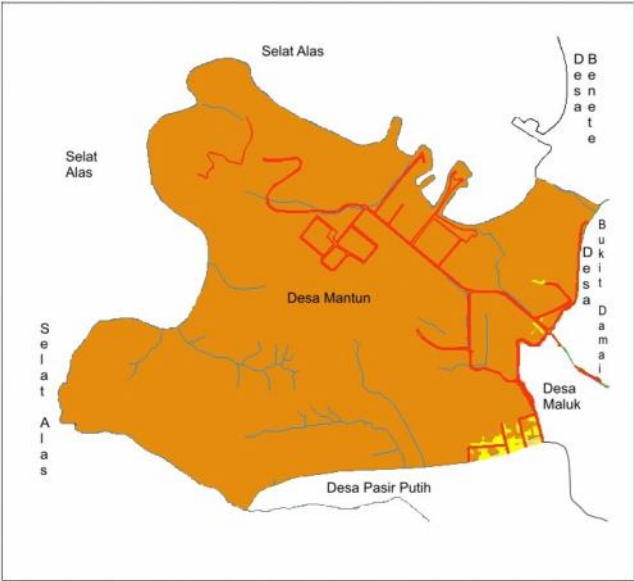 Selat Alas
Desa Benete
Selat
Alas
Bukit Damai
Desa
Desa Mantun
Selat Alas
Desa
Maluk
Desa Pasir Putih